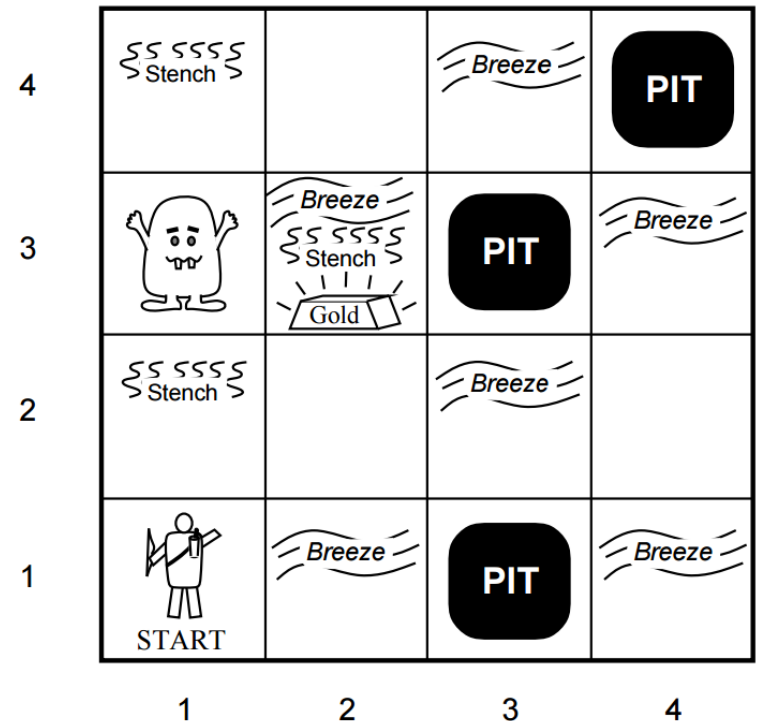 4
Stench
Breeze
PIT
3
Breeze
Stench
Gold
PIT
Breeze
2
Stench
Breeze
1
START
Breeze
PIT
Breeze
1 2 3 4